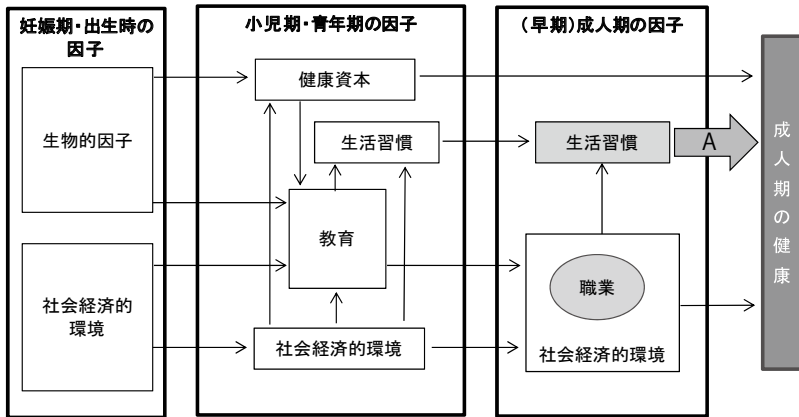 妊娠期・出生時の
因子
生物的因子
社会経済的
環境
小児期・青年期の因子
健康資本
生活習慣
教育
社会経済的環境
（早期）成人期の因子
生活習慣
A
職業
社会経済的環境
成人期の健康